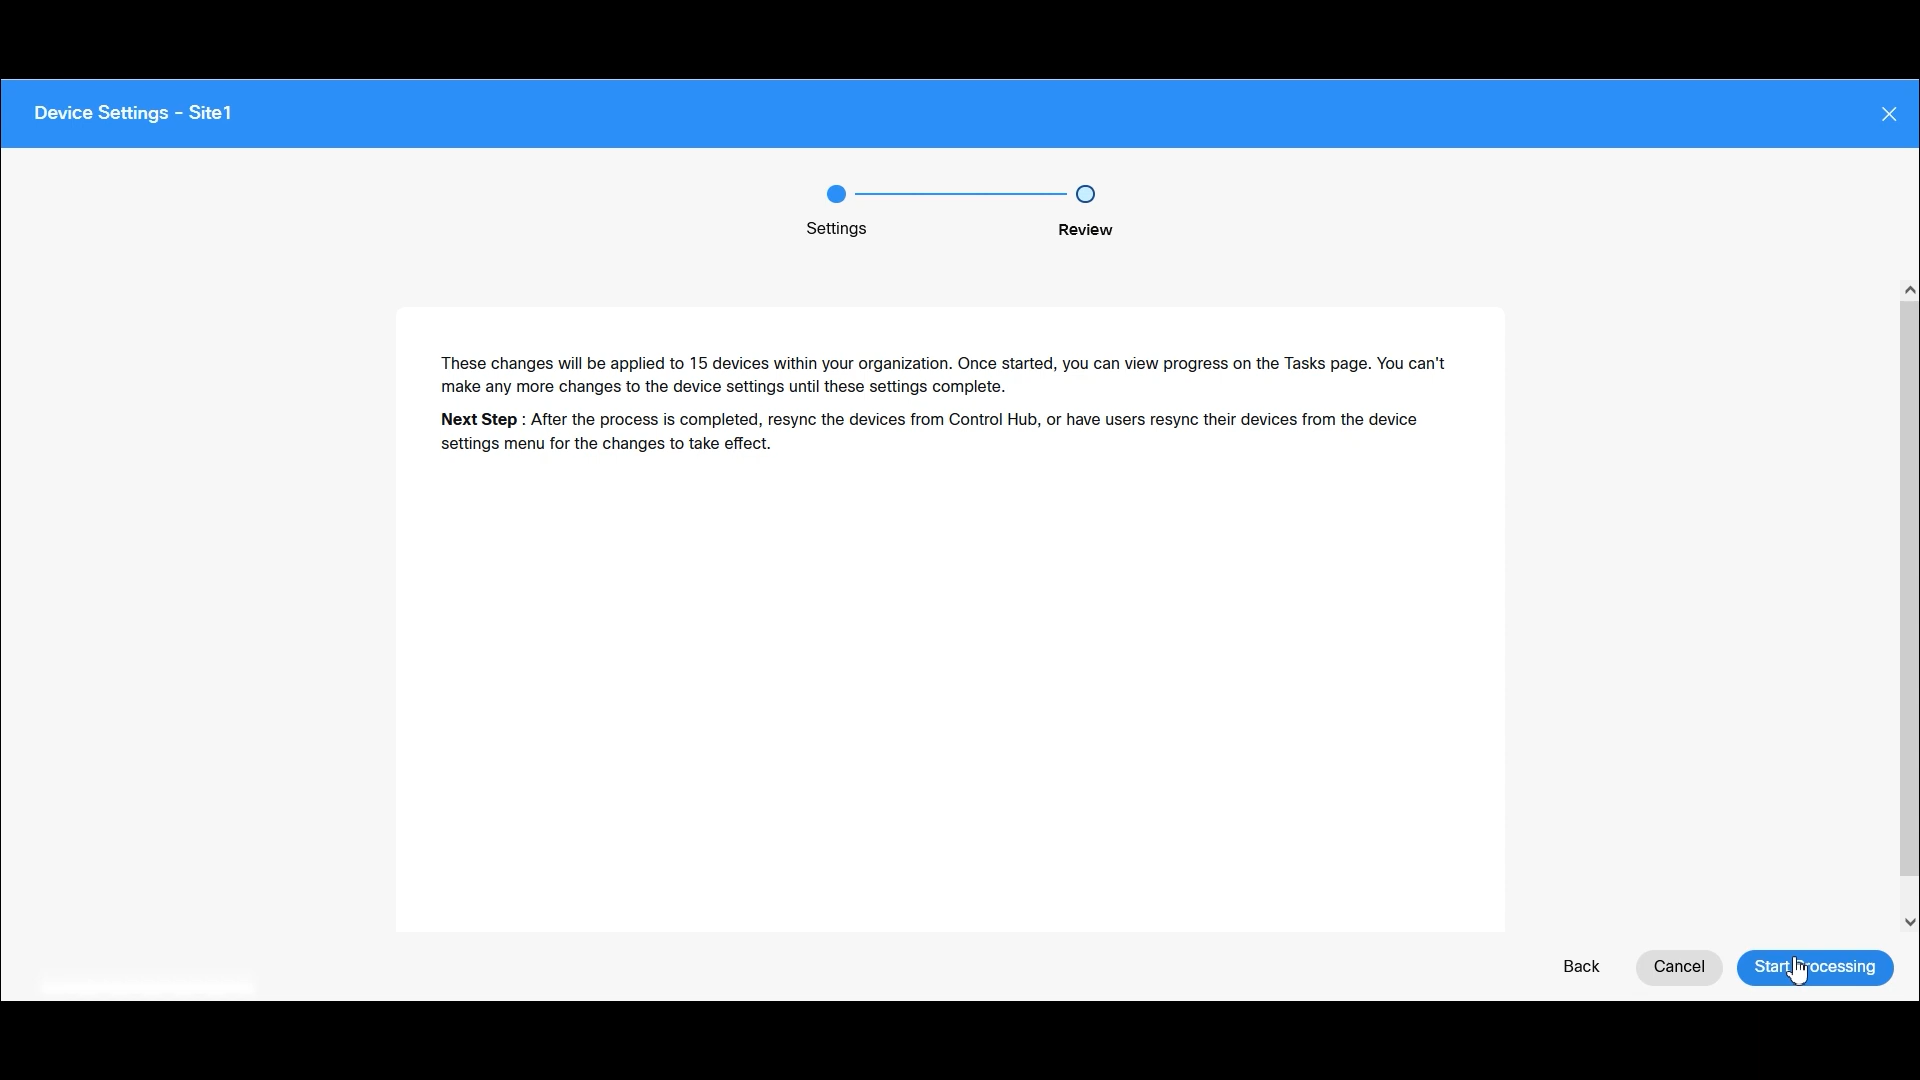 Device Settings - Site1
Settings
Review
These changes will be applied to 15 devices within your organization. Once started, you can view progress on the Tasks page. You can't
make any more changes to the device settings until these settings complete.
Next Step : After the process is completed, resync the devices from Control Hub, or have users resync their devices from the device
settings menu for the changes to take effect.
Back
Cancel
Start Processing